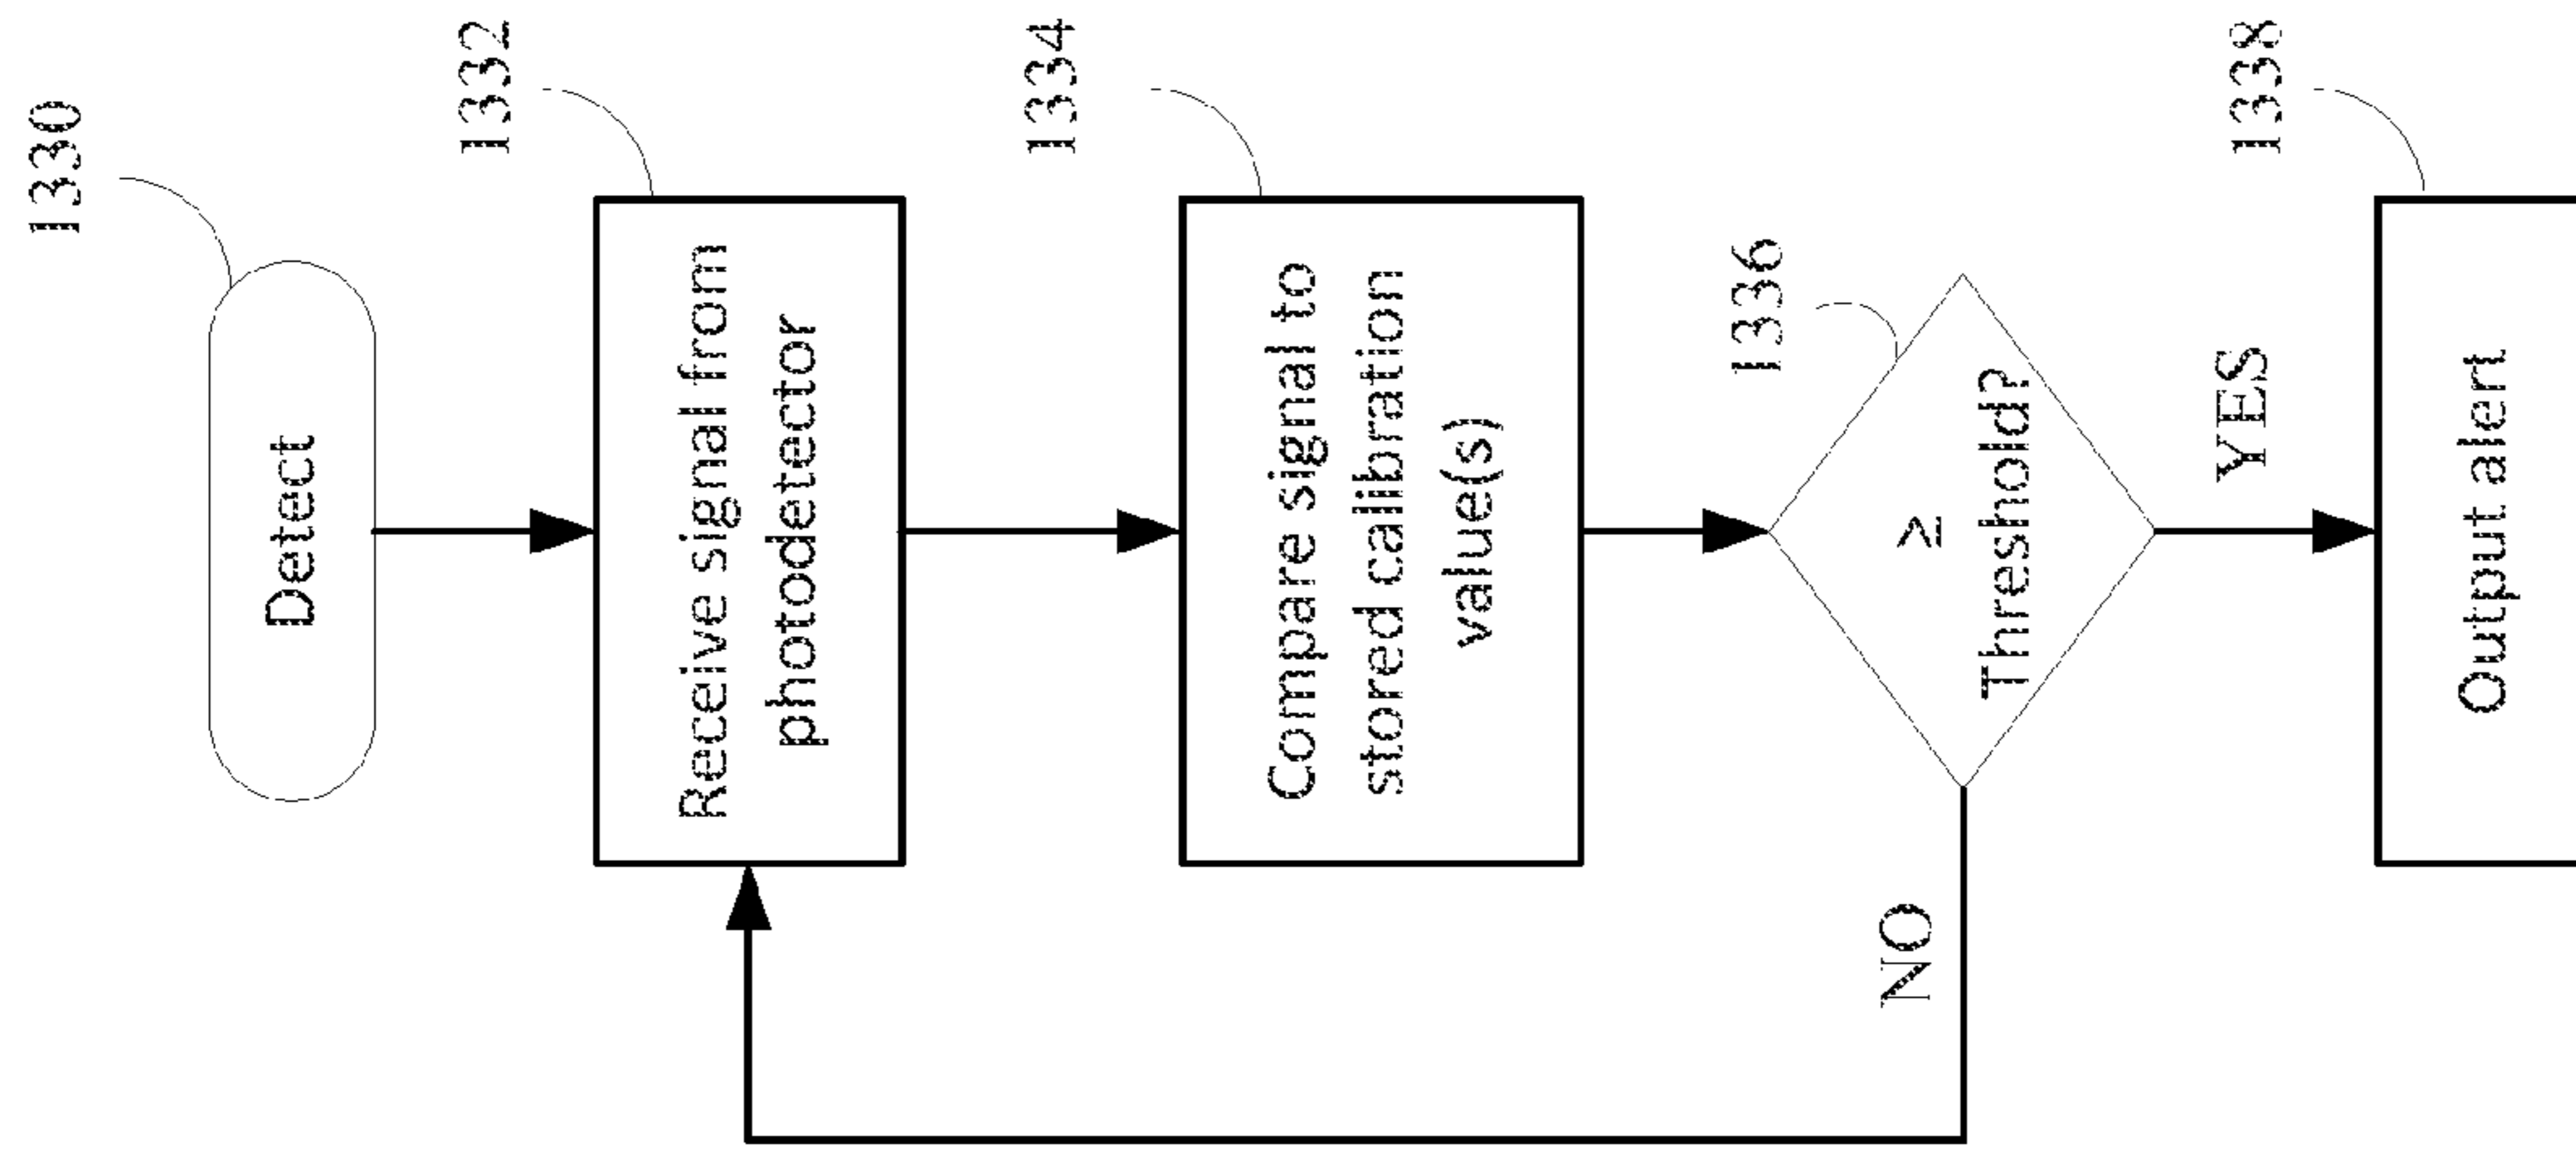 1330
Detect
1332
Receive signal from
photodetector
1334
Compare signal to
stored calibration
value(s)
1336
≥
Threshold?
NO
YES
1338
Output alert